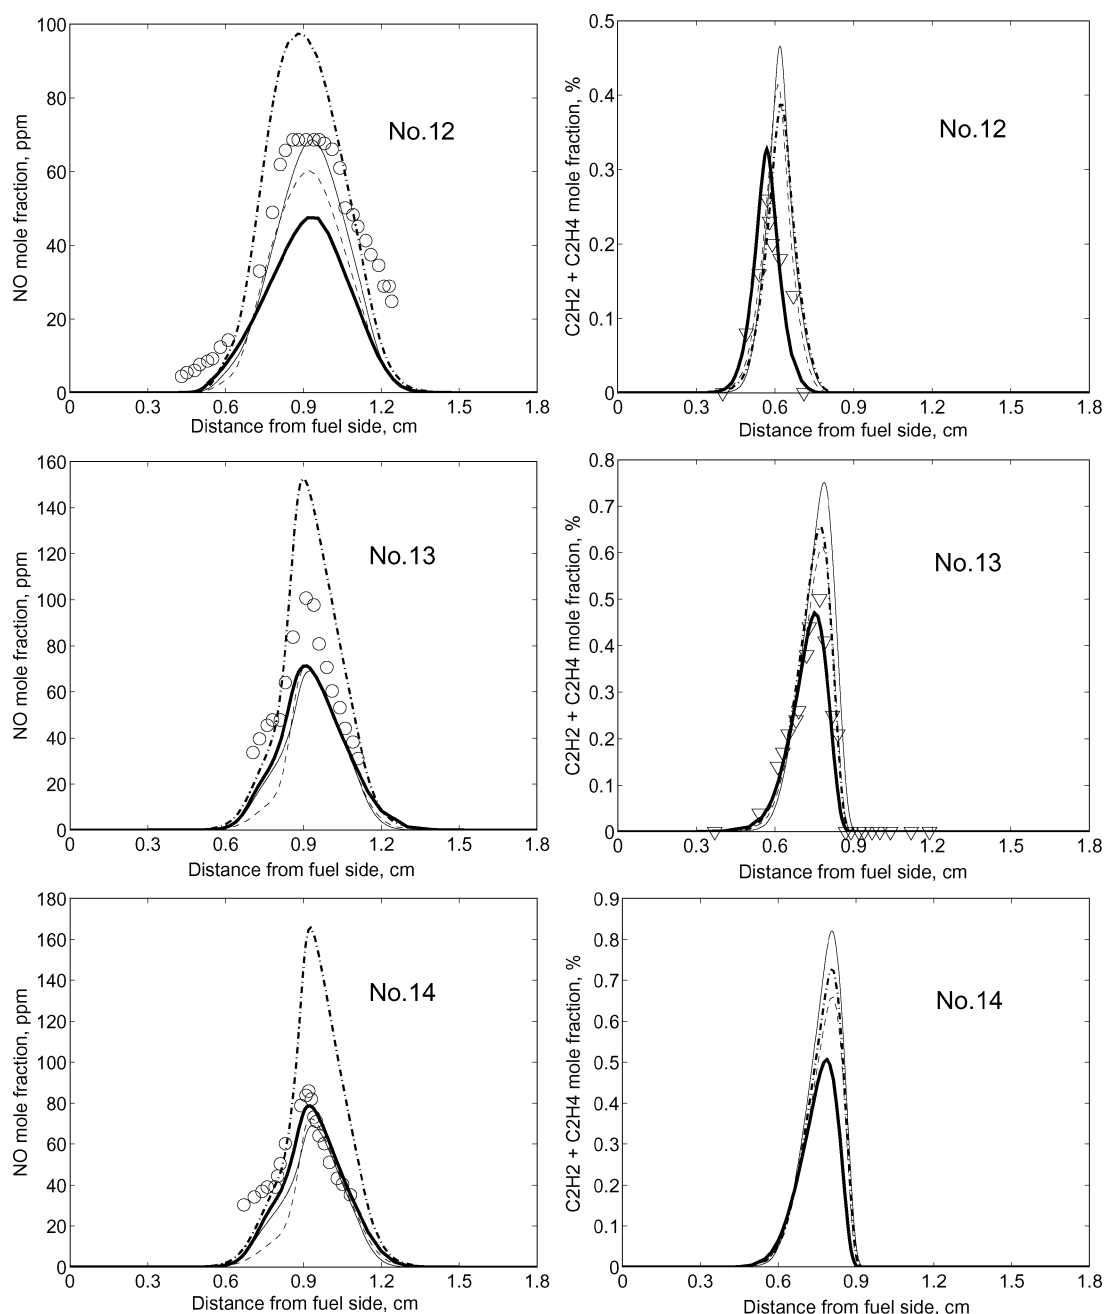 NO mole fraction, ppm
100
80
60
40
20
0
No.12
0 0.3 0.6 0.9 1.2 1.5 1.8
Distance from fuel side, cm
C2H2 + C2H4 mole fraction, %
0.5
0.4
0.3
0.2
0.1
0
No.12
0 0.3 0.6 0.9 1.2 1.5 1.8
Distance from fuel side, cm
NO mole fraction, ppm
160
140
120
100
80
60
40
20
0
No.13
0 0.3 0.6 0.9 1.2 1.5 1.8
Distance from fuel side, cm
C2H2 + C2H4 mole fraction, %
0.8
0.7
0.6
0.5
0.4
0.3
0.2
0.1
0
No.13
0 0.3 0.6 0.9 1.2 1.5 1.8
Distance from fuel side, cm
NO mole fraction, ppm
180
160
140
120
100
80
60
40
20
0
No.14
0 0.3 0.6 0.9 1.2 1.5 1.8
Distance from fuel side, cm
C2H2 + C2H4 mole fraction, %
0.9
0.8
0.7
0.6
0.5
0.4
0.3
0.2
0.1
0
No.14
0 0.3 0.6 0.9 1.2 1.5 1.8
Distance from fuel side, cm